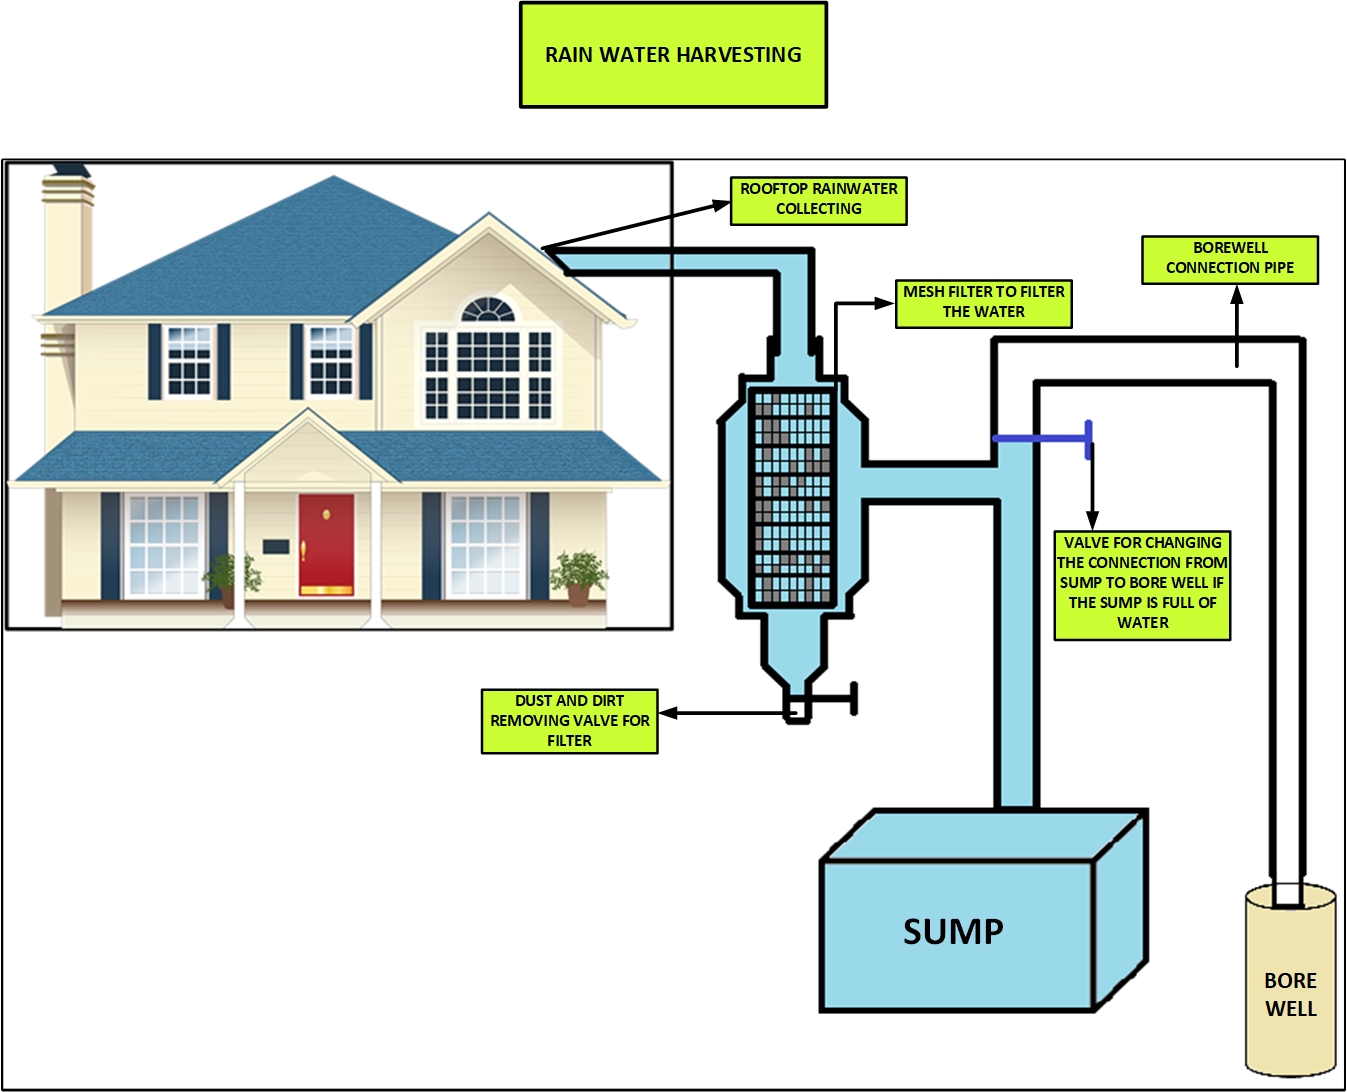 RAIN WATER HARVESTING
ROOFTOP RAINWATER
COLLECTING
BOREWELL
CONNECTION PIPE
MESH FILTER TO FILTER
THE WATER
VALVE FOR CHANGING
THE CONNECTION FROM
SUMP TO BORE WELL IF
THE SUMP IS FULL OF
WATER
DUST AND DIRT
REMOVING VALVE FOR
FILTER
SUMP
BORE
WELL